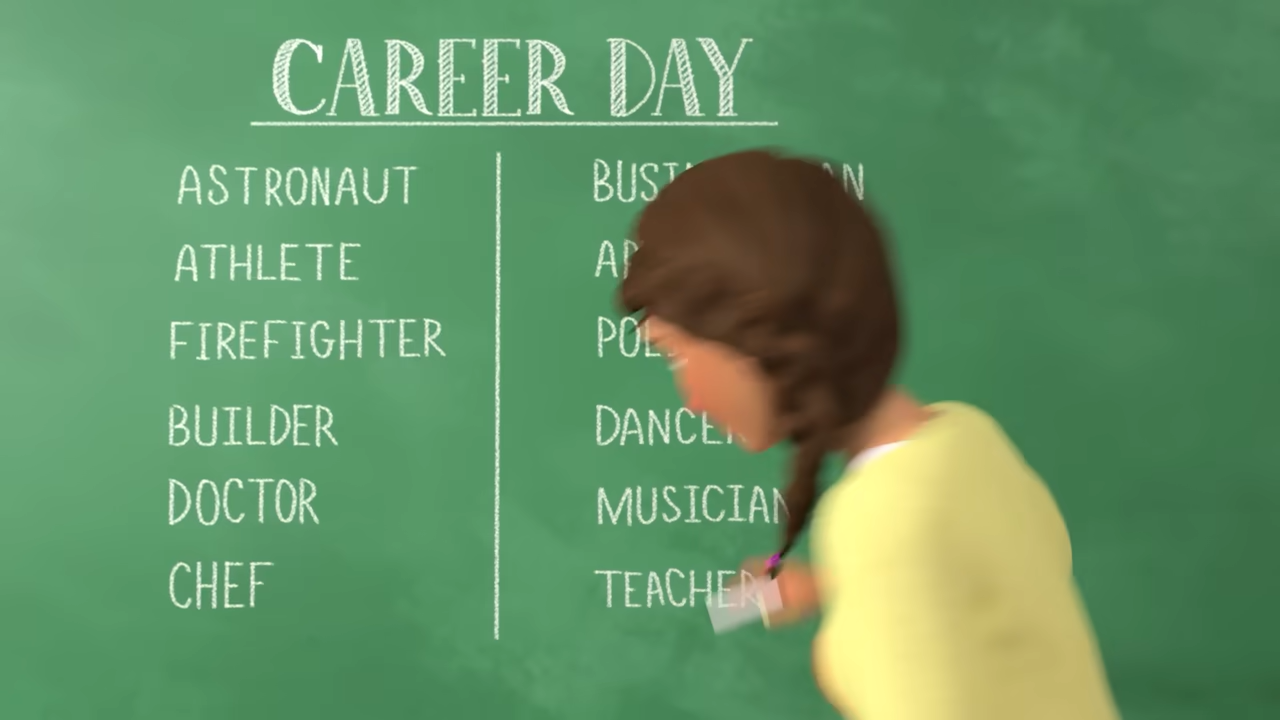 CAREER DAY
ASTRONAUT
ATHLETE
FIREFIGHTER
BUILDER
DOCTOR
CHEF
DANCER
MUSICIAN
TEACHER